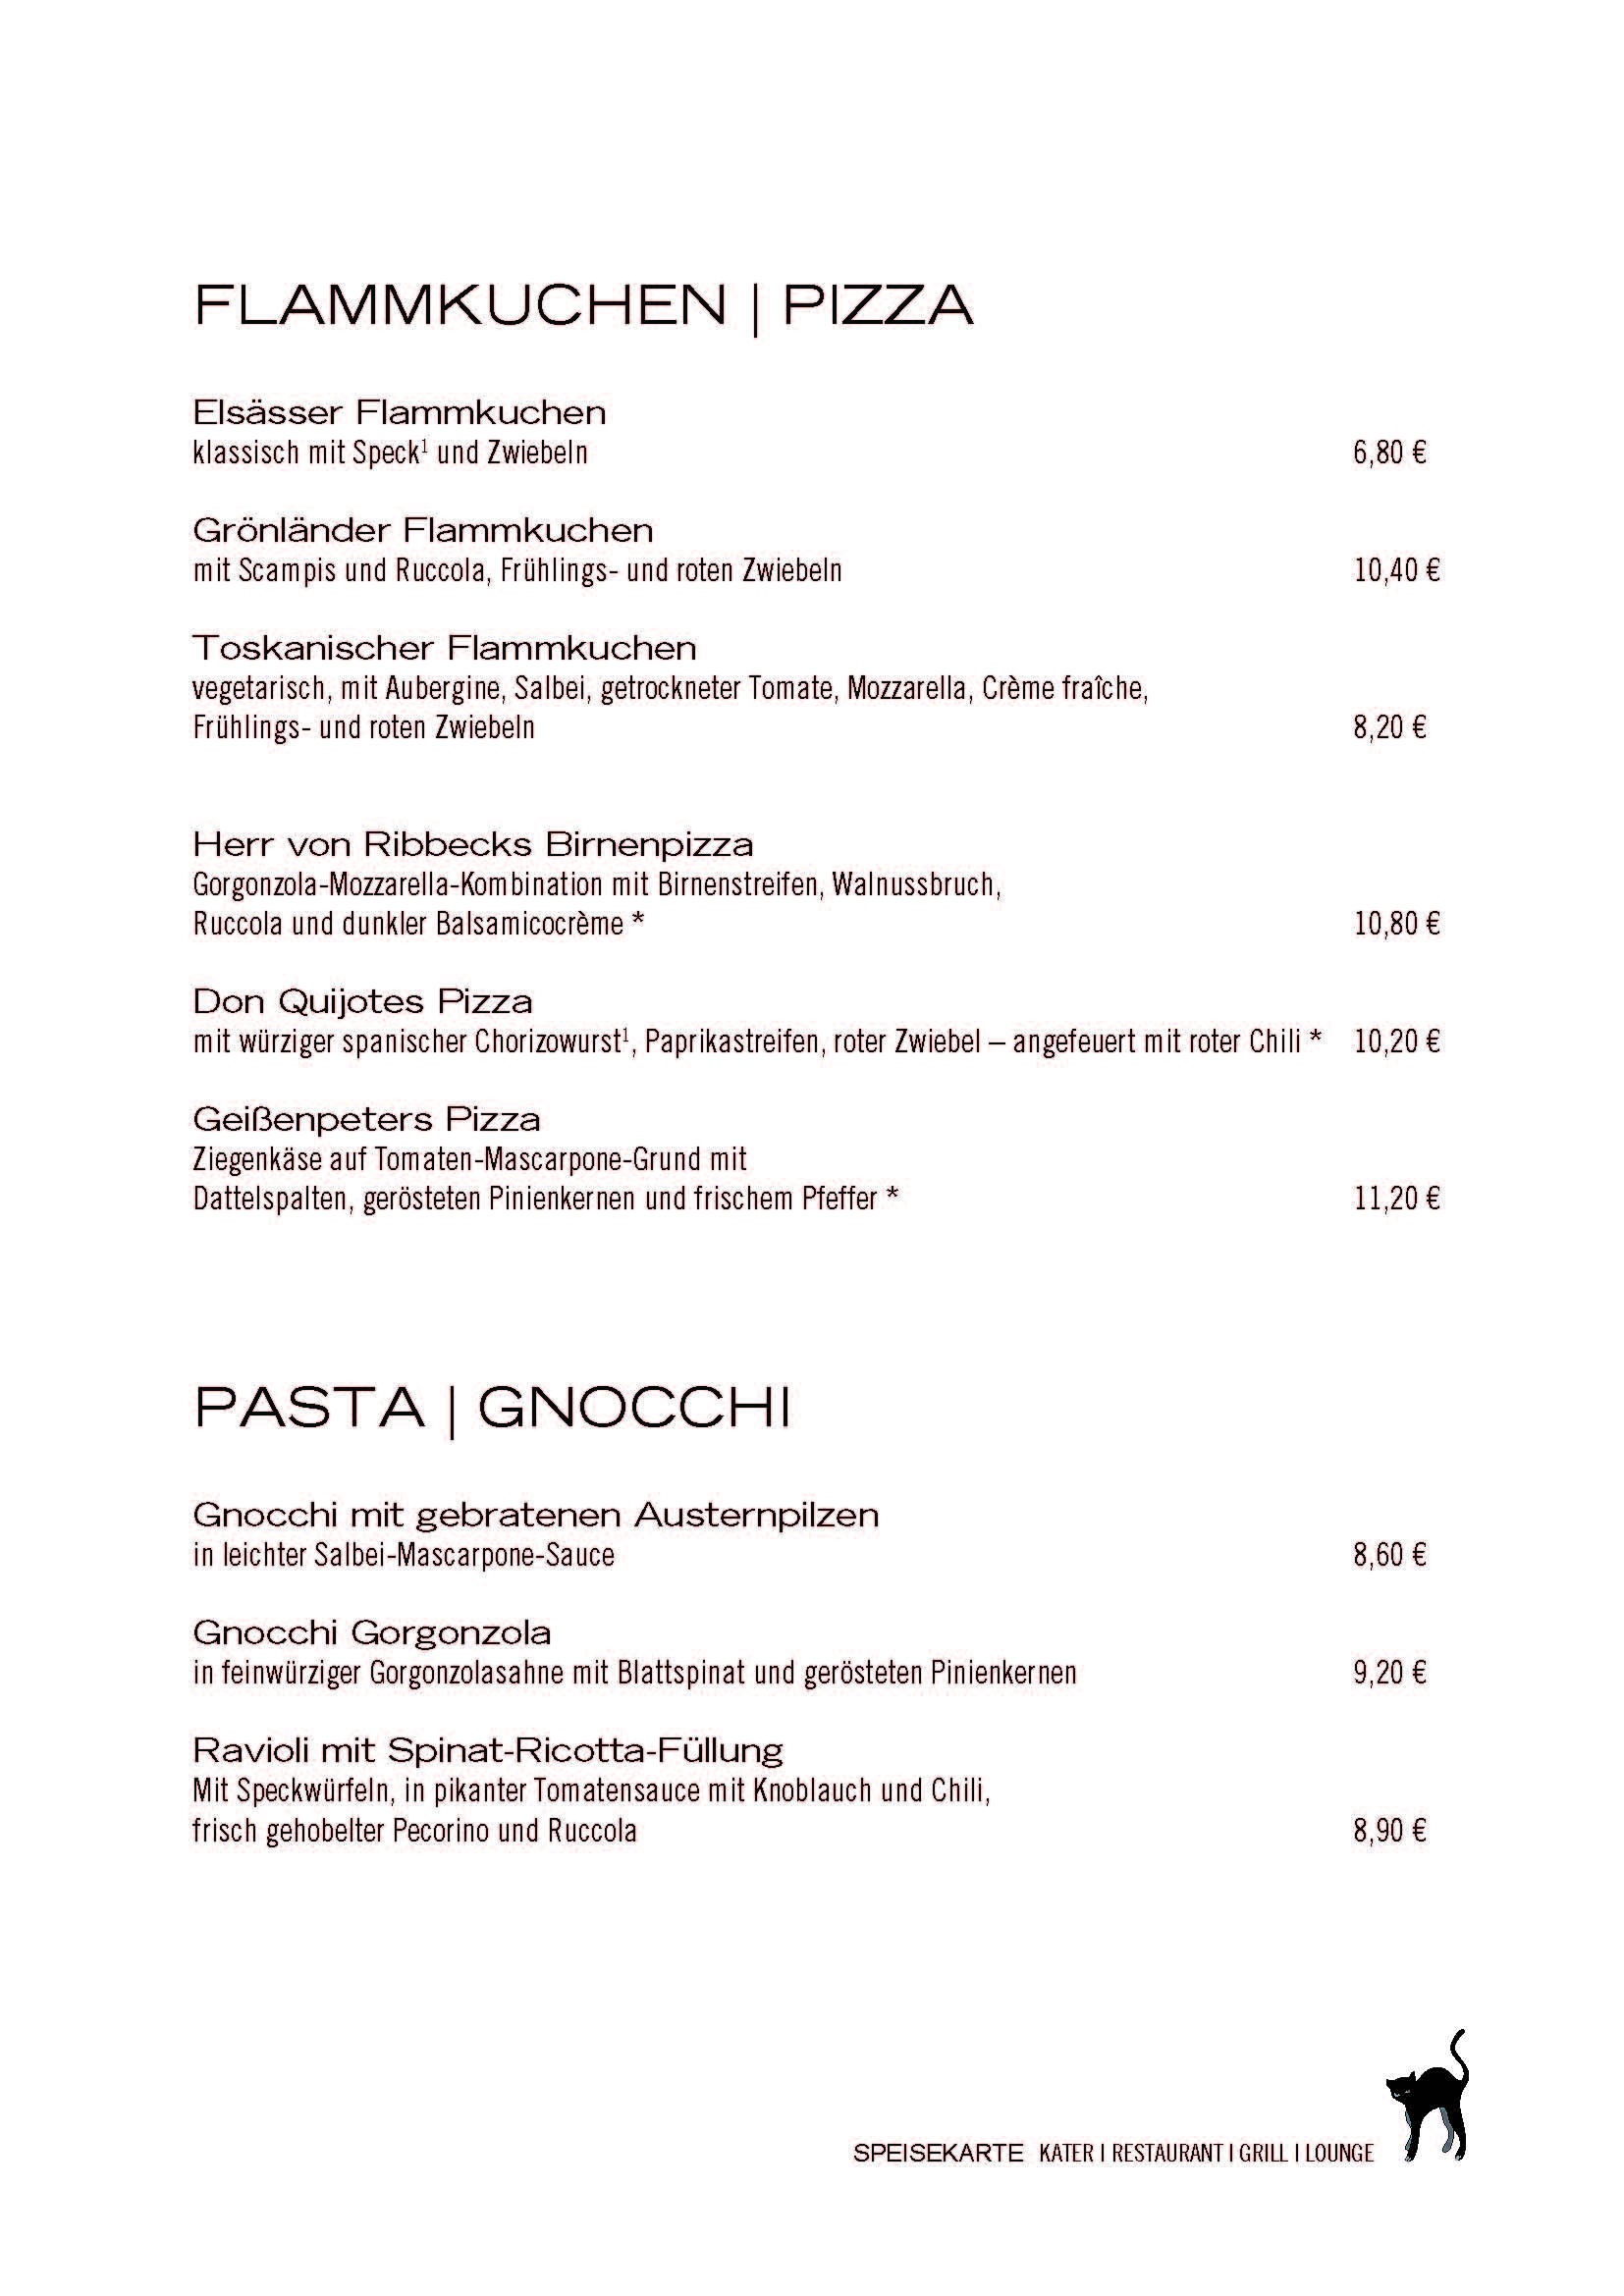 FLAMMKUCHEN | PIZZA
Elsässer Flammkuchen
klassisch mit Speck¹ und Zwiebeln 6,80 €
Grönländer Flammkuchen
mit Scampis und Ruccola, Frühlings- und roten Zwiebeln 10,40 €
Toskanischer Flammkuchen
vegetarisch, mit Aubergine, Salbei, getrockneter Tomate, Mozzarella, Crème fraîche,
Frühlings- und roten Zwiebeln 8,20 €
Herr von Ribbecks Birnenpizza
Gorgonzola-Mozzarella-Kombination mit Birnenstreifen, Walnussbruch,
Ruccola und dunkler Balsamicocrème * 10,80 €
Don Quijotes Pizza
mit würziger spanischer Chorizowurst¹, Paprikastreifen, roter Zwiebel – angefeuert mit roter Chili * 10,20 €
Geißenpeters Pizza
Ziegenkäse auf Tomaten-Mascarpone-Grund mit
Dattelspalten, gerösteten Pinienkernen und frischem Pfeffer * 11,20 €
PASTA | GNOCCHI
Gnocchi mit gebratenen Austernpilzen
in leichter Salbei-Mascarpone-Sauce 8,60 €
Gnocchi Gorgonzola
in feinwürziger Gorgonzolasahne mit Blattspinat und gerösteten Pinienkernen 9,20 €
Ravioli mit Spinat-Ricotta-Füllung
Mit Speckwürfeln, in pikanter Tomatensauce mit Knoblauch und Chili,
frisch gehobelter Pecorino und Ruccola 8,90 €
SPEISEKARTE KATER I RESTAURANT I GRILL I LOUNGE